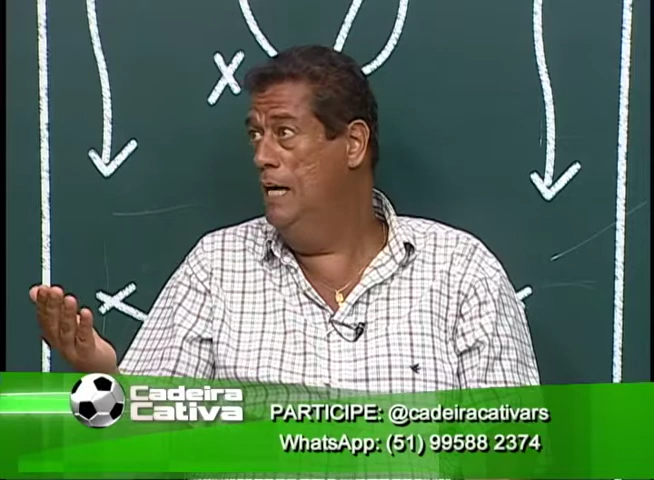 Cadeira
Cativa
PARTICIPE: @cadeiracativars
WhatsApp: (51) 99588 2374